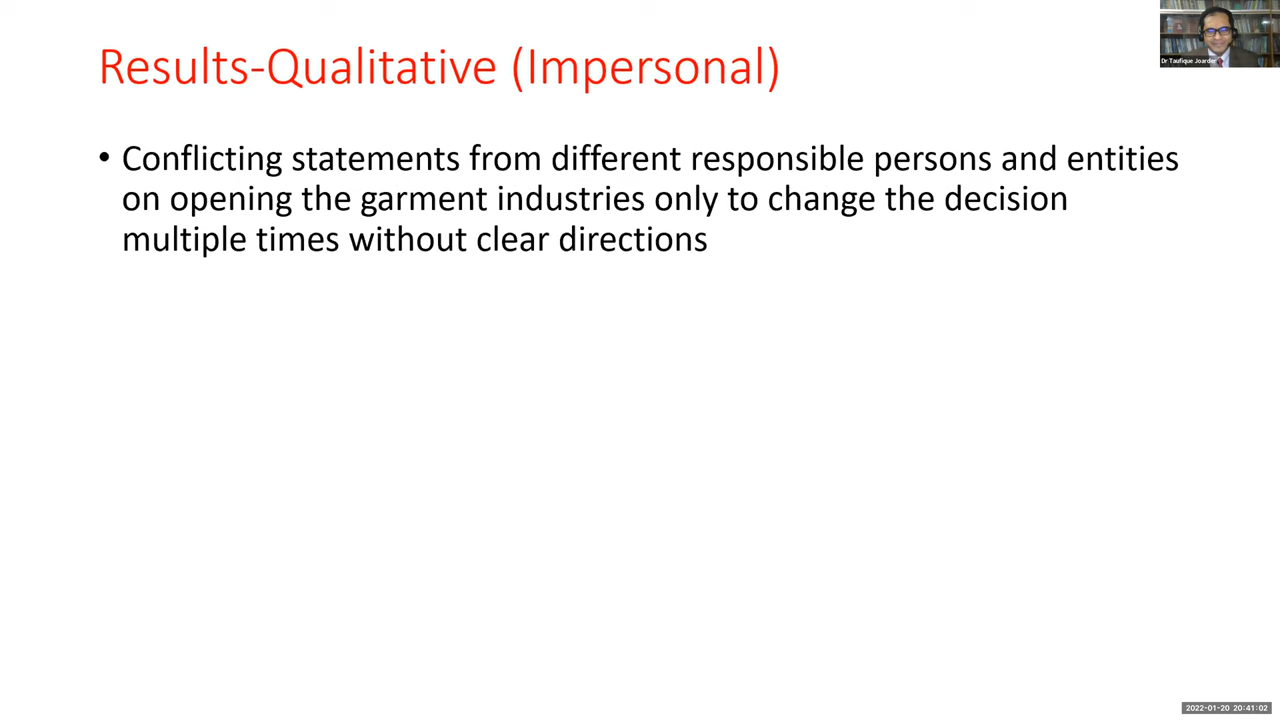 Results-Qualitative (Impersonal)
• Conflicting statements from different responsible persons and entities
on opening the garment industries only to change the decision
multiple times without clear directions
Dr Taufique Joarder
2022-01-20 20:41:02